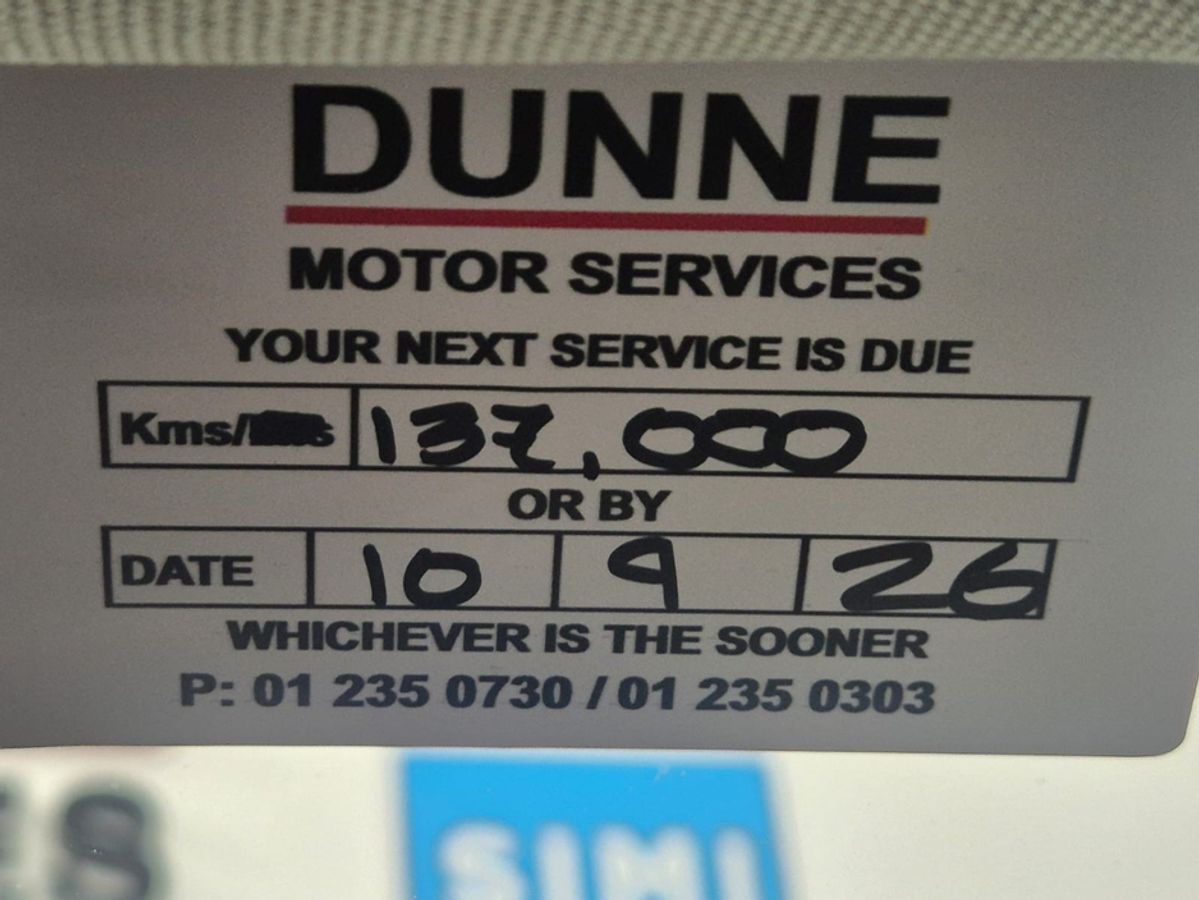 DUNNE
MOTOR SERVICES
YOUR NEXT SERVICE IS DUE
Kms/ 137,000
OR BY
DATE 10 9 26
WHICHEVER IS THE SOONER
P: 01 235 0730 / 01 235 0303
SIMI